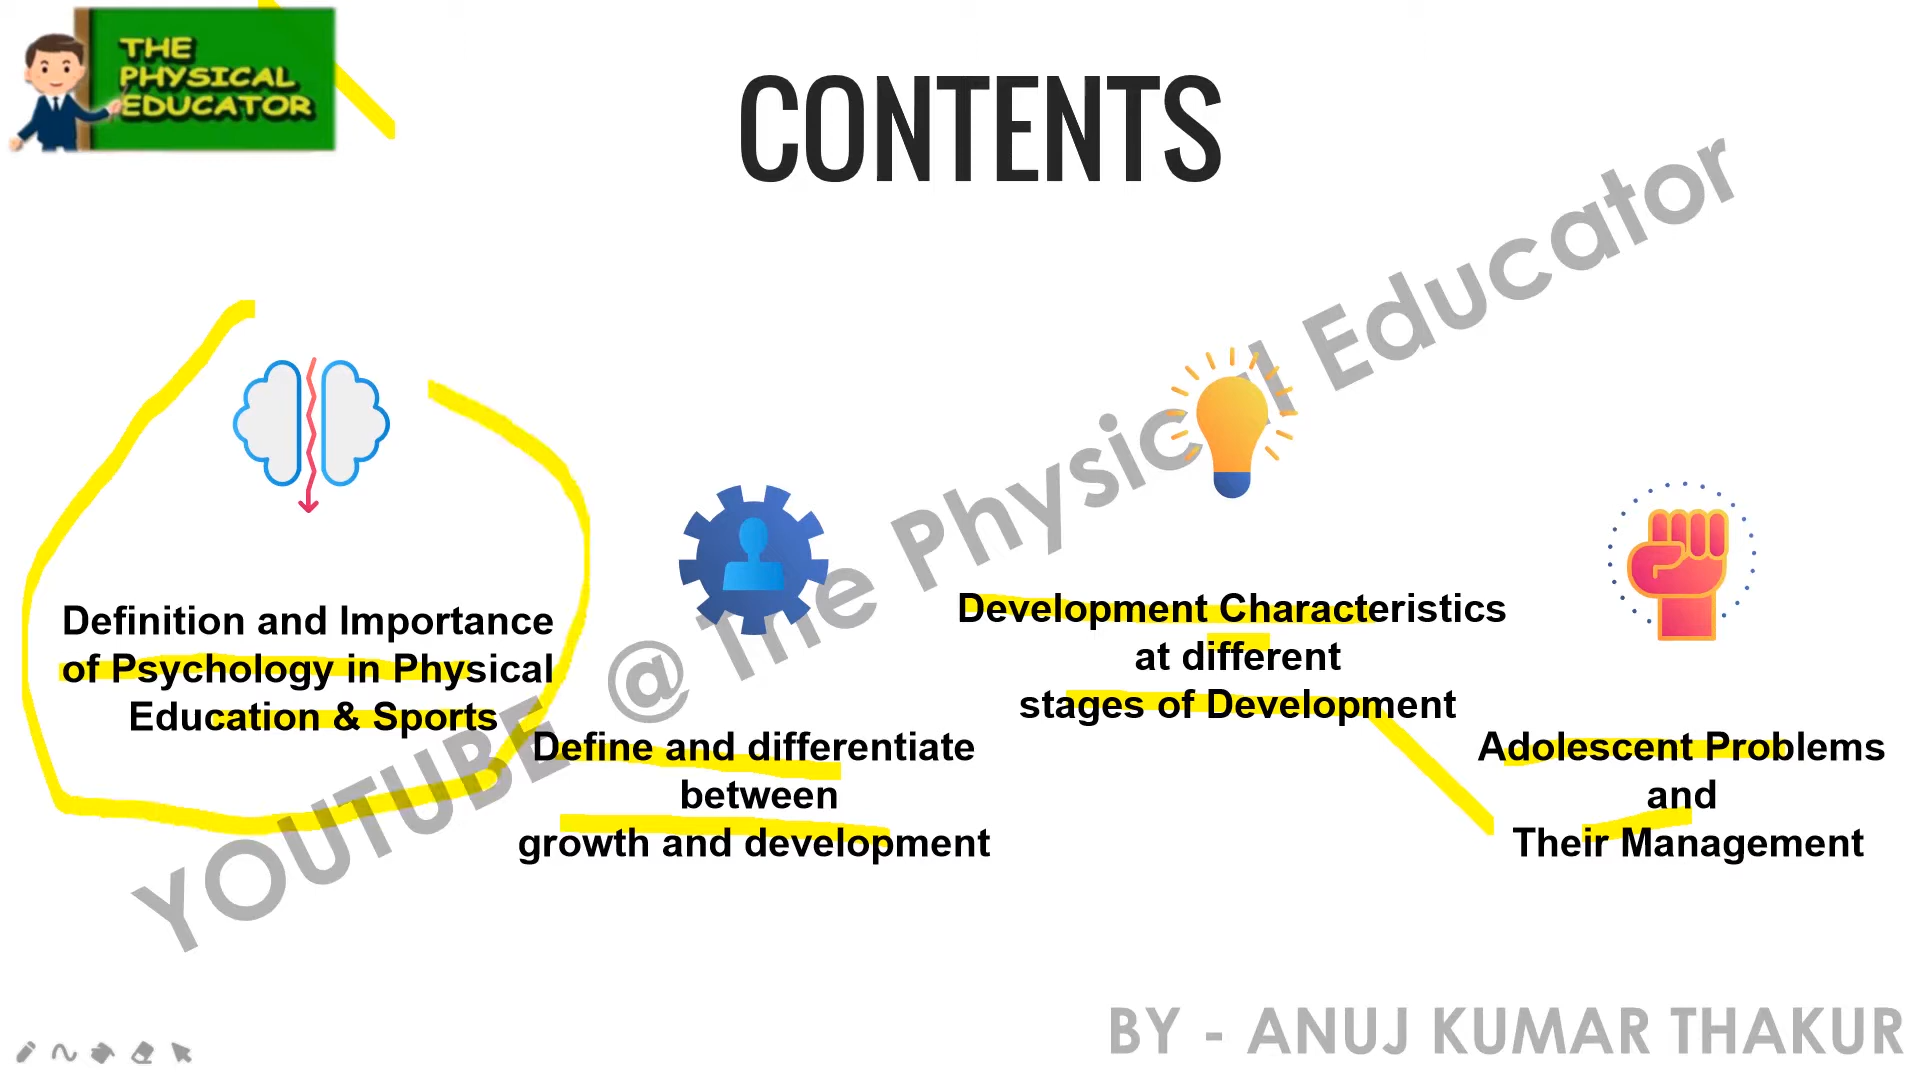 THE
PHYSICAL
EDUCATOR
CONTENTS
Definition and Importance
of Psychology in Physical
Education & Sports
Define and differentiate
between
growth and development
Development Characteristics
at different
stages of Development
Adolescent Problems
and
Their Management
YOUTUBE @ The Physical Educator
BY - ANUJ KUMAR THAKUR